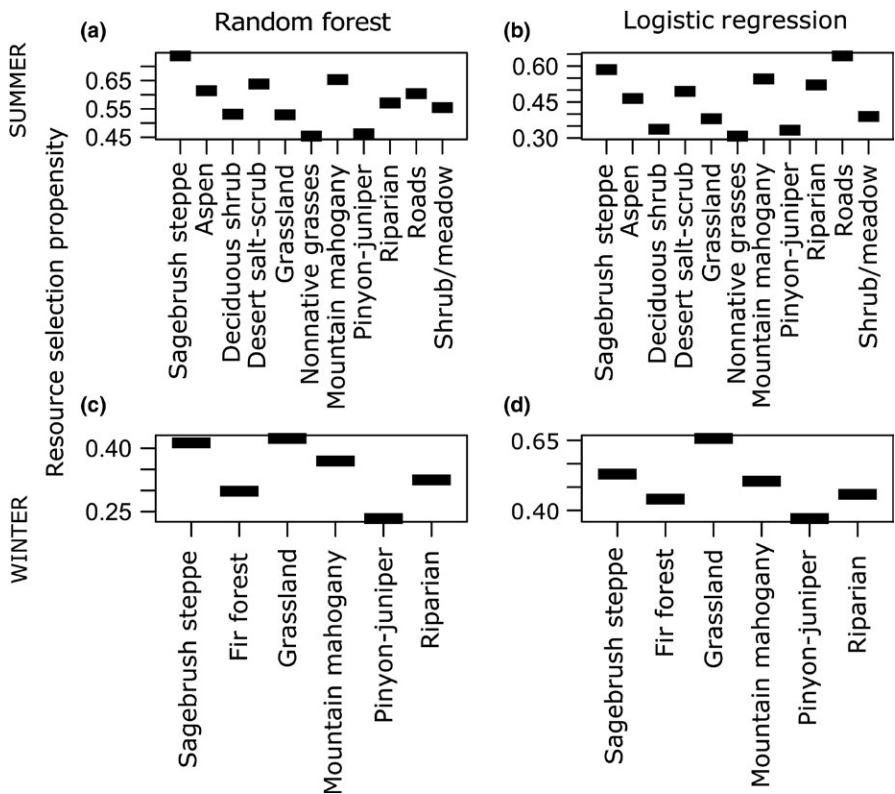 Random forest
Logistic regression
(a)
(b)
SUMMER
Resource selection propensity
0.65
0.55
0.45
0.60
0.45
0.30
Sagebrush steppe
Aspen
Deciduous shrub
Desert salt-scrub
Grassland
Nonnative grasses
Mountain mahogany
Pinyon-juniper
Riparian
Roads
Shrub/meadow
Sagebrush steppe
Aspen
Deciduous shrub
Desert salt-scrub
Grassland
Nonnative grasses
Mountain mahogany
Pinyon-juniper
Riparian
Roads
Shrub/meadow
(c)
(d)
WINTER
0.40
0.25
0.65
0.40
Sagebrush steppe
Fir forest
Grassland
Mountain mahogany
Pinyon-juniper
Riparian
Sagebrush steppe
Fir forest
Grassland
Mountain mahogany
Pinyon-juniper
Riparian